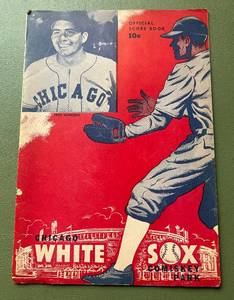 OFFICIAL
SCORE BOOK
10¢
CHICAGO
CHICAGO
WHITE SOX
COMISKEY
PARK